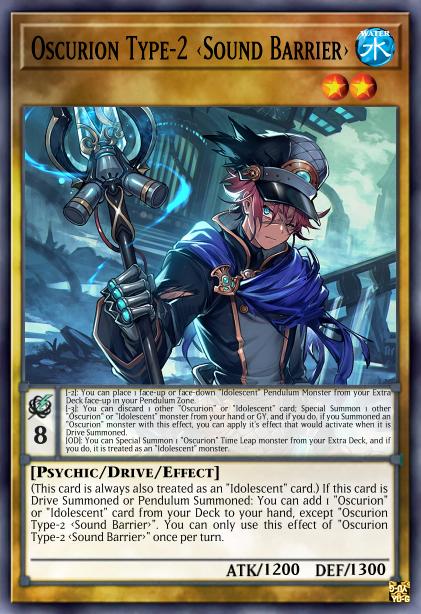 Oscurion Type-2 ‹Sound Barrier›
WATER
水
[-2]: You can place 1 face-up or face-down "Idolescent" Pendulum Monster from your Extra
Deck face-up in your Pendulum Zone.
[-3]: You can discard 1 other "Oscurion" or "Idolescent" card; Special Summon 1 other
"Oscurion" or "Idolescent" monster from your hand or GY, and if you do, if you Summoned an
"Oscurion" monster with this effect, you can apply it's effect that would activate when it is
Drive Summoned.
[OD]: You can Special Summon 1 "Oscurion" Time Leap monster from your Extra Deck, and if
you do, it is treated as an "Idolescent" monster.
8
[Psychic/Drive/Effect]
(This card is always also treated as an "Idolescent" card.) If this card is
Drive Summoned or Pendulum Summoned: You can add 1 "Oscurion"
or "Idolescent" card from your Deck to your hand, except "Oscurion
Type-2 ‹Sound Barrier›". You can only use this effect of "Oscurion
Type-2 ‹Sound Barrier›" once per turn.
ATK/1200 DEF/1300